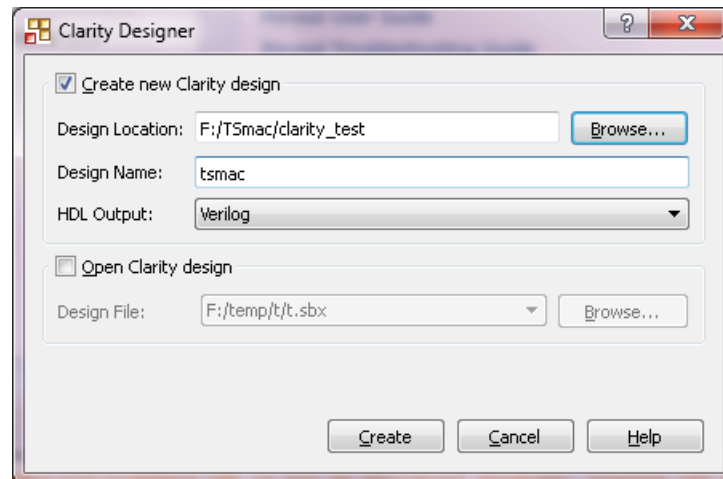 Clarity Designer
Create new Clarity design
Design Location: F:/TSmac/clarity_test Browse...
Design Name: tsmac
HDL Output: Verilog
Open Clarity design
Design File: F:/temp/t/t.sbx Browse...
Create Cancel Help